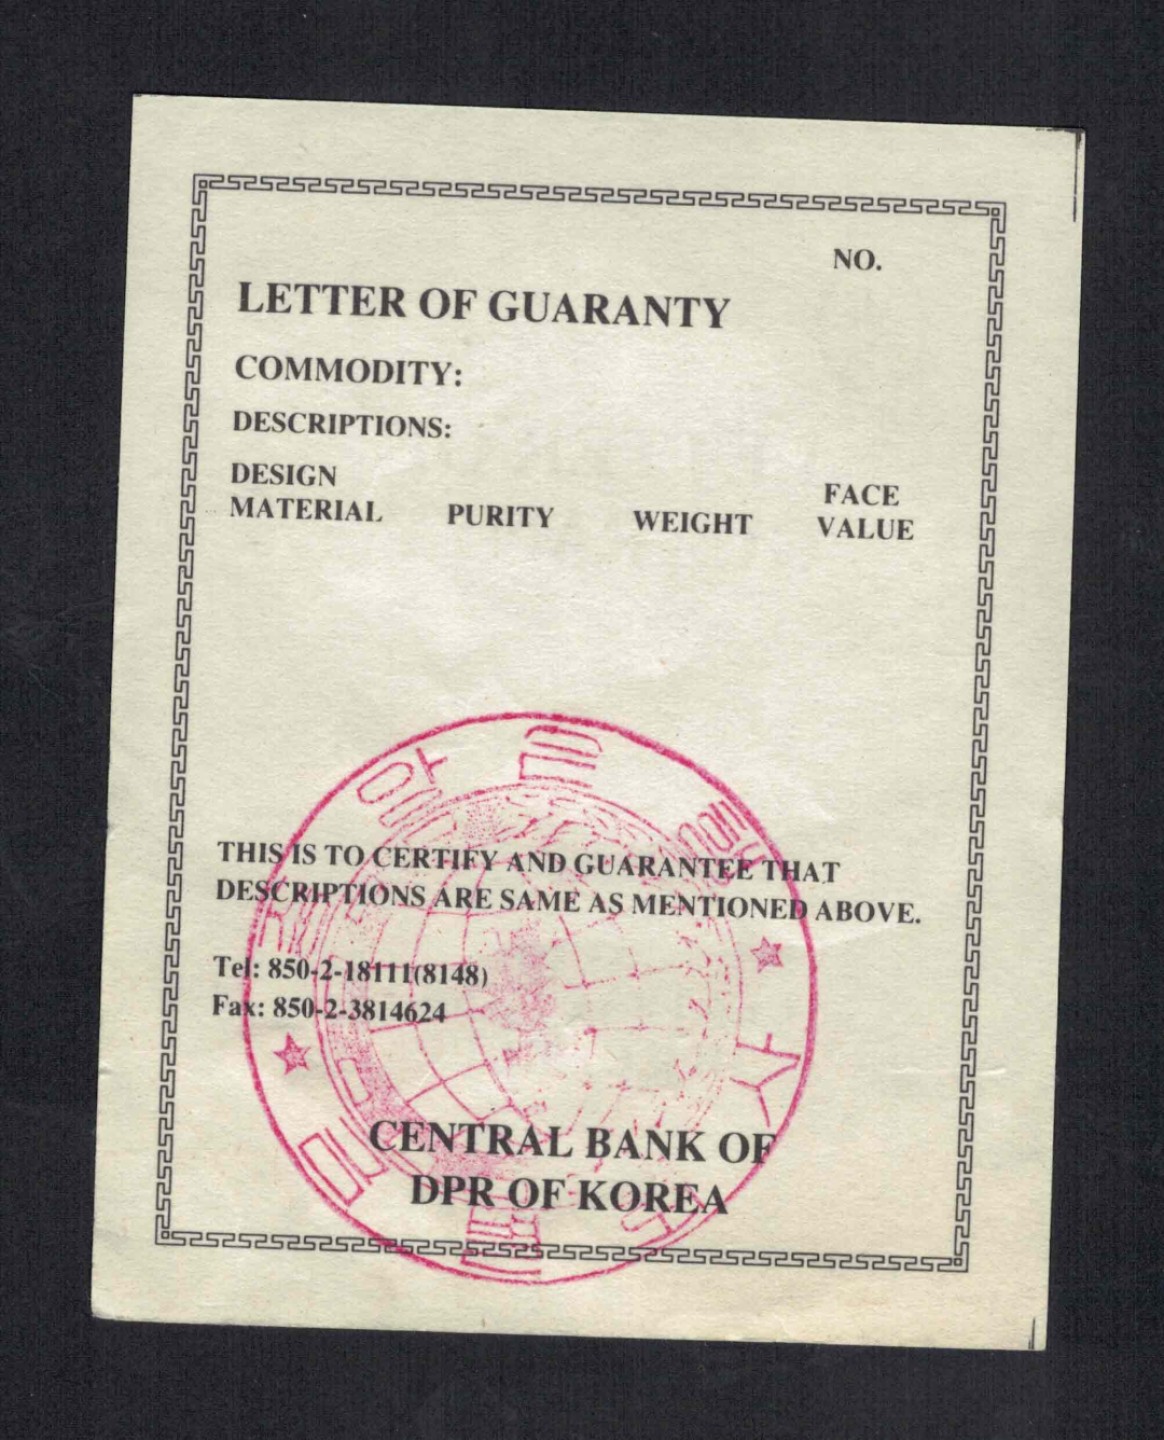 NO.
LETTER OF GUARANTY
COMMODITY:
DESCRIPTIONS:
DESIGN
MATERIAL PURITY WEIGHT FACE VALUE
THIS IS TO CERTIFY AND GUARANTEE THAT
DESCRIPTIONS ARE SAME AS MENTIONED ABOVE.
Tel: 850-2-18111(8148)
Fax: 850-2-3814624
CENTRAL BANK OF
DPR OF KOREA